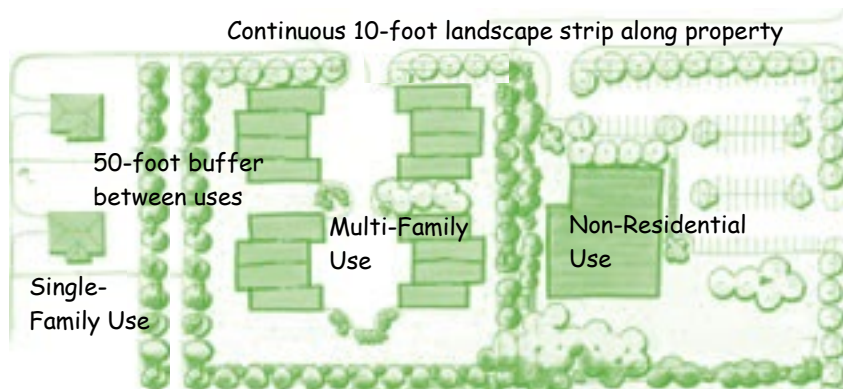 Continuous 10-foot landscape strip along property
50-foot buffer
between uses
Multi-Family
Use
Non-Residential
Use
Single-
Family Use